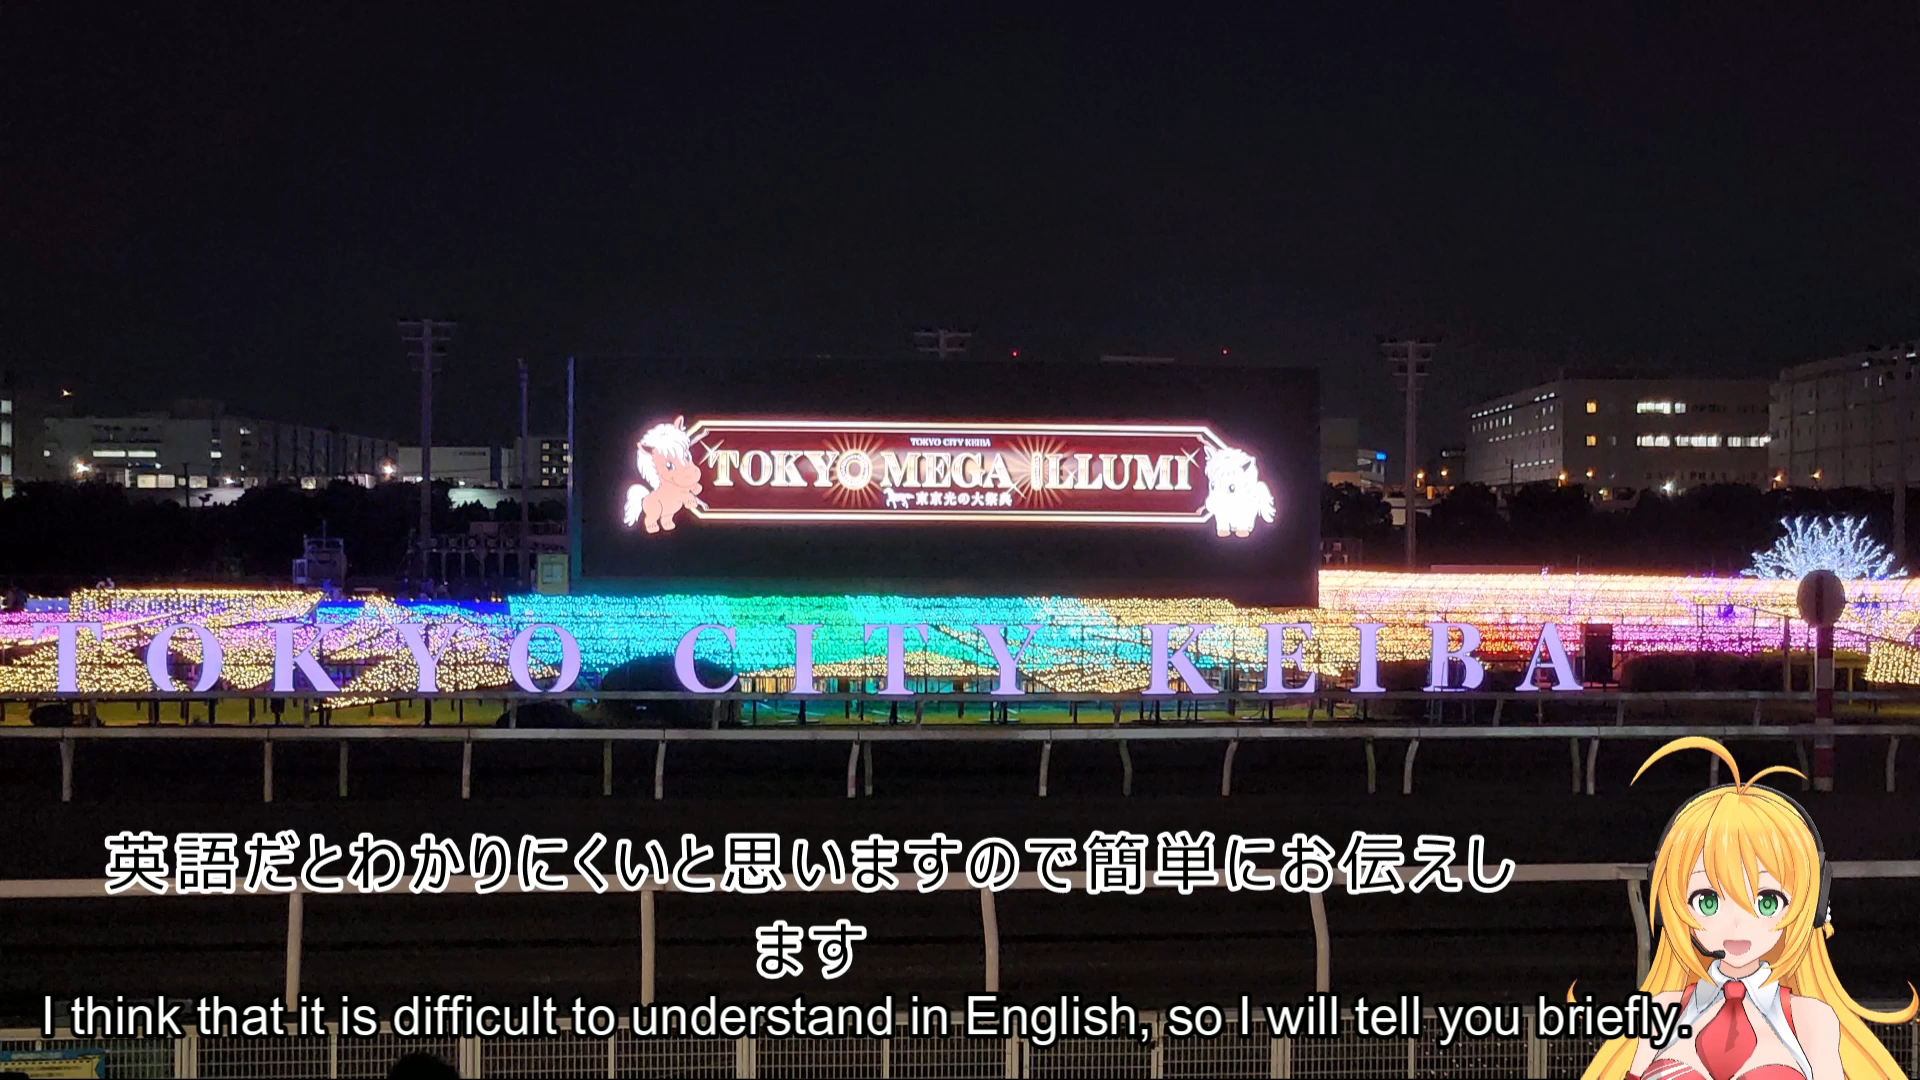 TOKYO CITY KEIBA
TOKYO MEGA ILLUMI
東京光の大祭典
TOKYO CITY KEIBA
英語だとわかりにくいと思いますので簡単にお伝えし
ます
I think that it is difficult to understand in English, so I will tell you briefly.